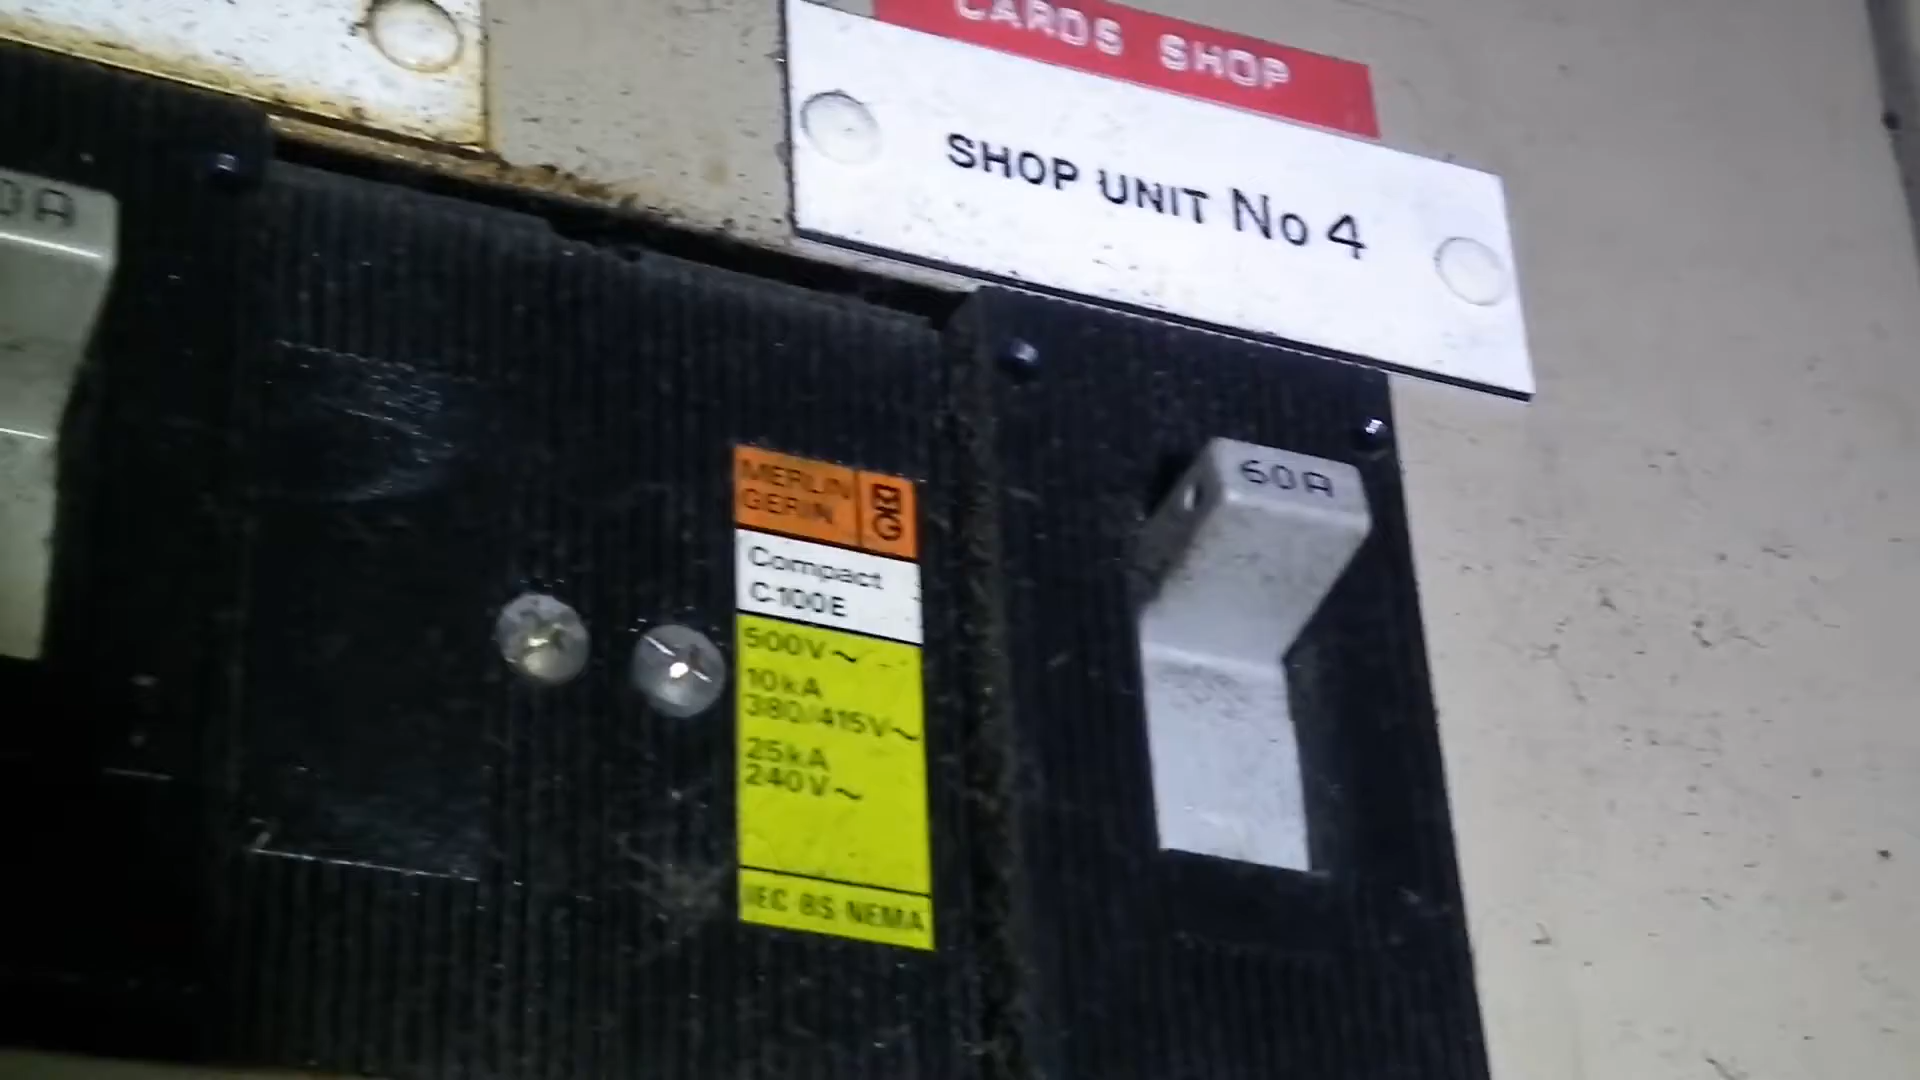 CARDS SHOP
SHOP UNIT No 4
0A
60A
MERLIN
GERIN
MG
Compact
C100E
500V~
10kA
380/415V~
25kA
240V~
IEC BS NEMA